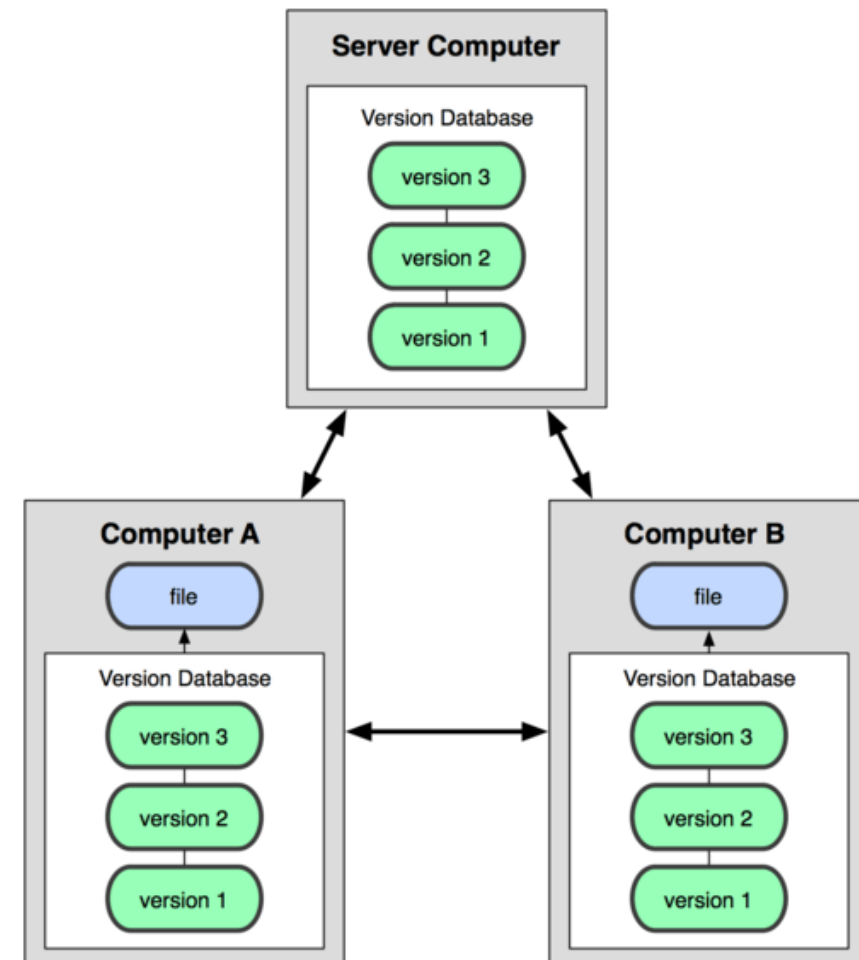 Server Computer
Version Database
version 3
version 2
version 1
Computer A
file
Version Database
version 3
version 2
version 1
Computer B
file
Version Database
version 3
version 2
version 1